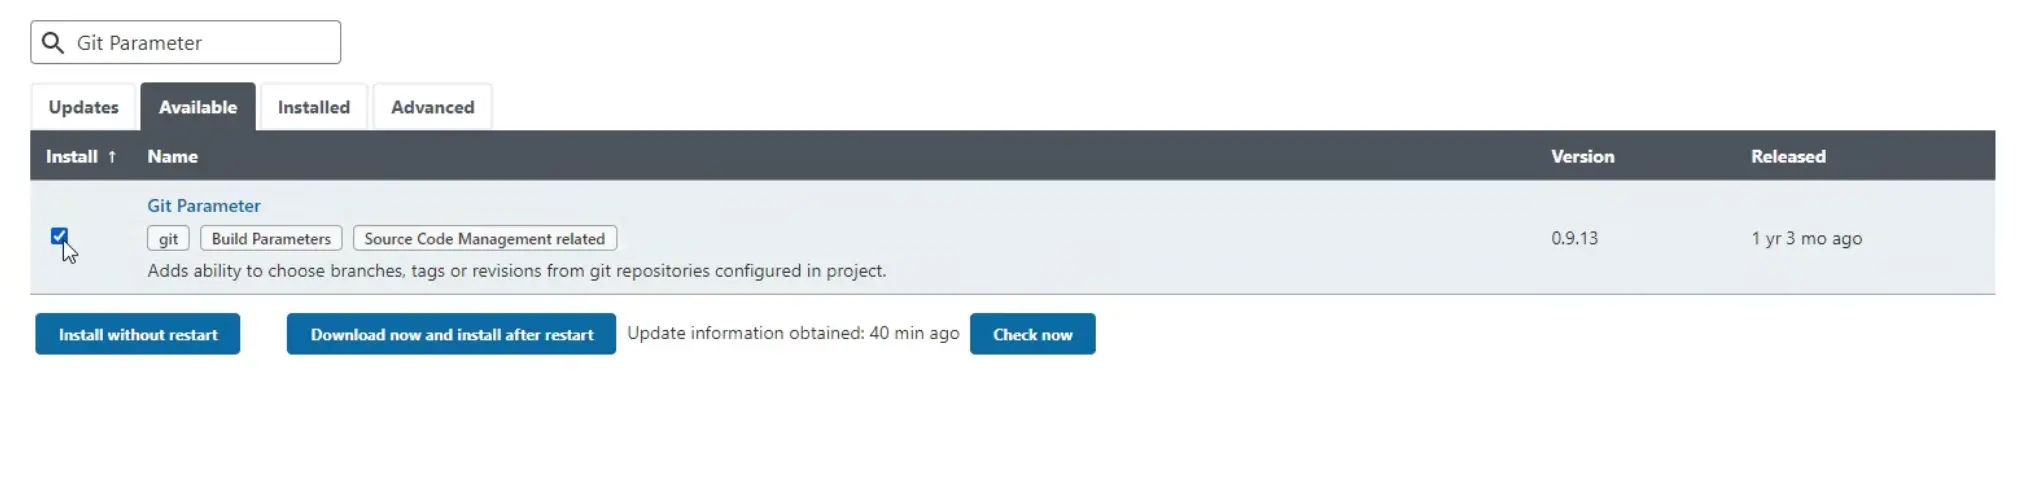 Git Parameter
Updates Available Installed Advanced
Install ↑ Name Version Released
Git Parameter
git Build Parameters Source Code Management related 0.9.13 1 yr 3 mo ago
Adds ability to choose branches, tags or revisions from git repositories configured in project.
Install without restart Download now and install after restart Update information obtained: 40 min ago Check now